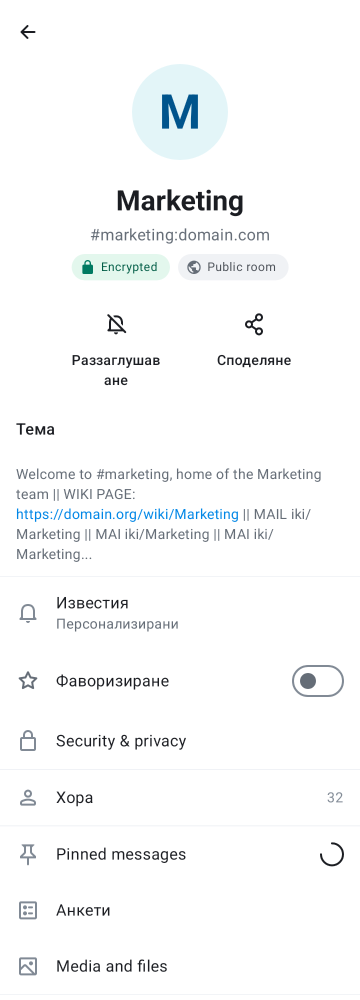 M
Marketing
#marketing:domain.com
Encrypted
Public room
Раззаглушав
ане
Споделяне
Тема
Welcome to #marketing, home of the Marketing
team || WIKI PAGE:
https://domain.org/wiki/Marketing || MAIL iki/
Marketing || MAI iki/Marketing || MAI iki/
Marketing...
Известия
Персонализирани
Фаворизиране
Security & privacy
Хора 32
Pinned messages
Анкети
Media and files